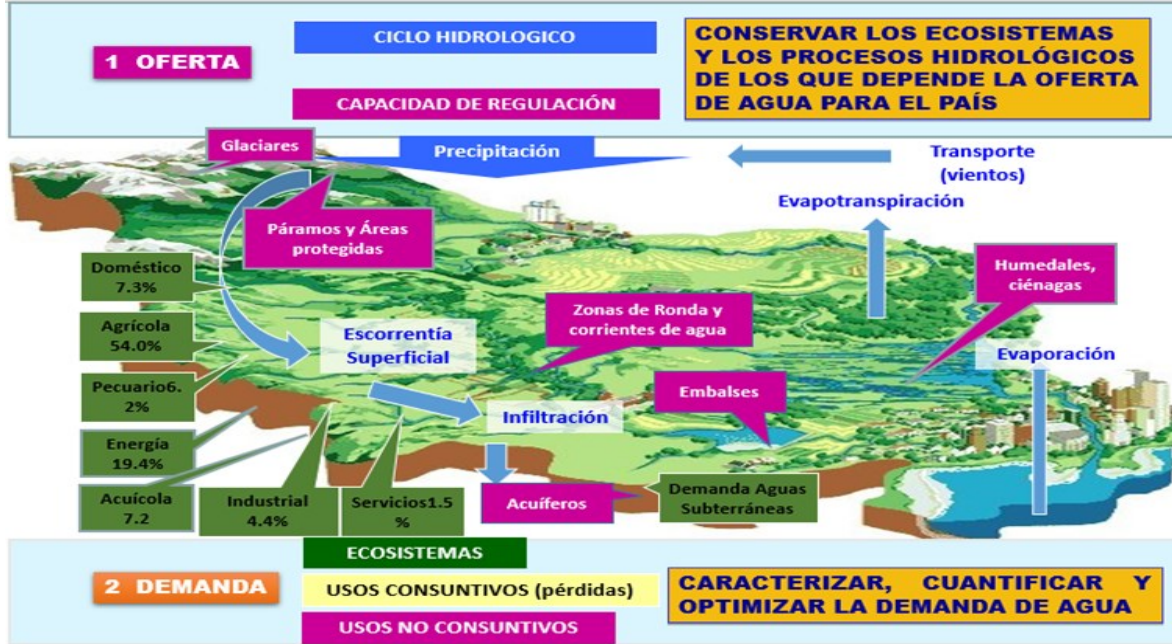 1 OFERTA
CICLO HIDROLOGICO
CAPACIDAD DE REGULACIÓN
CONSERVAR LOS ECOSISTEMAS
Y LOS PROCESOS HIDROLÓGICOS
DE LOS QUE DEPENDE LA OFERTA
DE AGUA PARA EL PAÍS
Glaciares
Precipitación
Transporte
(vientos)
Evapotranspiración
Páramos y Áreas
protegidas
Humedales,
ciénagas
Doméstico
7.3%
Zonas de Ronda y
corrientes de agua
Agrícola
54.0%
Escorrentía
Superficial
Evaporación
Pecuario6.
2%
Embalses
Infiltración
Energía
19.4%
Acuícola
7.2
Industrial
4.4%
Servicios1.5
%
Acuíferos
Demanda Aguas
Subterráneas
2 DEMANDA
ECOSISTEMAS
USOS CONSUNTIVOS (pérdidas)
USOS NO CONSUNTIVOS
CARACTERIZAR, CUANTIFICAR Y
OPTIMIZAR LA DEMANDA DE AGUA